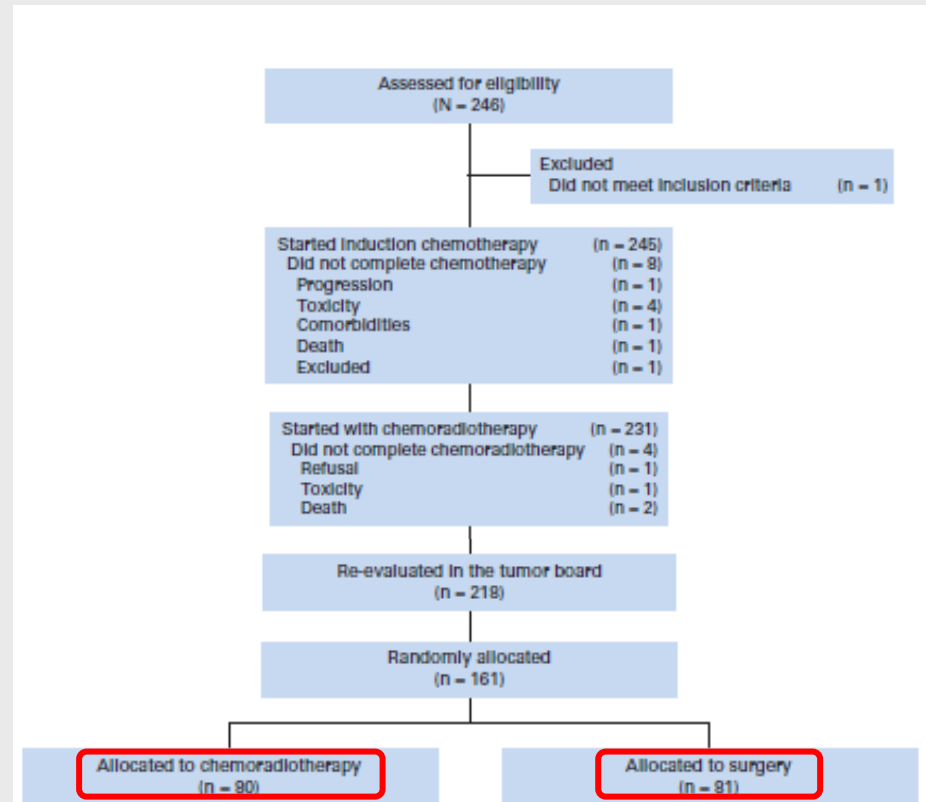 Assessed for eligibility
(N = 246)
Excluded
Did not meet inclusion criteria (n = 1)
Started induction chemotherapy (n = 245)
Did not complete chemotherapy (n = 8)
Progression (n = 1)
Toxicity (n = 4)
Comorbidities (n = 1)
Death (n = 1)
Excluded (n = 1)
Started with chemoradiotherapy (n = 231)
Did not complete chemoradiotherapy (n = 4)
Refusal (n = 1)
Toxicity (n = 1)
Death (n = 2)
Re-evaluated in the tumor board
(n = 218)
Randomly allocated
(n = 161)
Allocated to chemoradiotherapy
(n = 80)
Allocated to surgery
(n = 81)